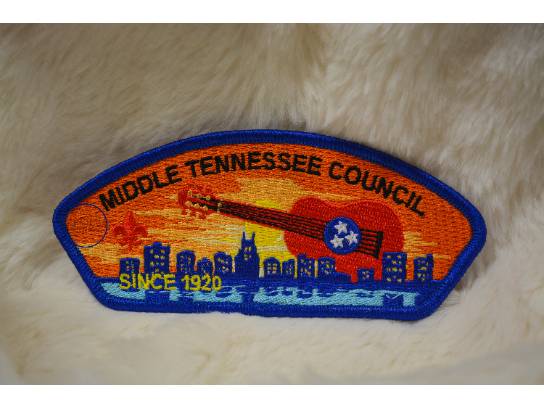 MIDDLE TENNESSEE COUNCIL
SINCE 1920